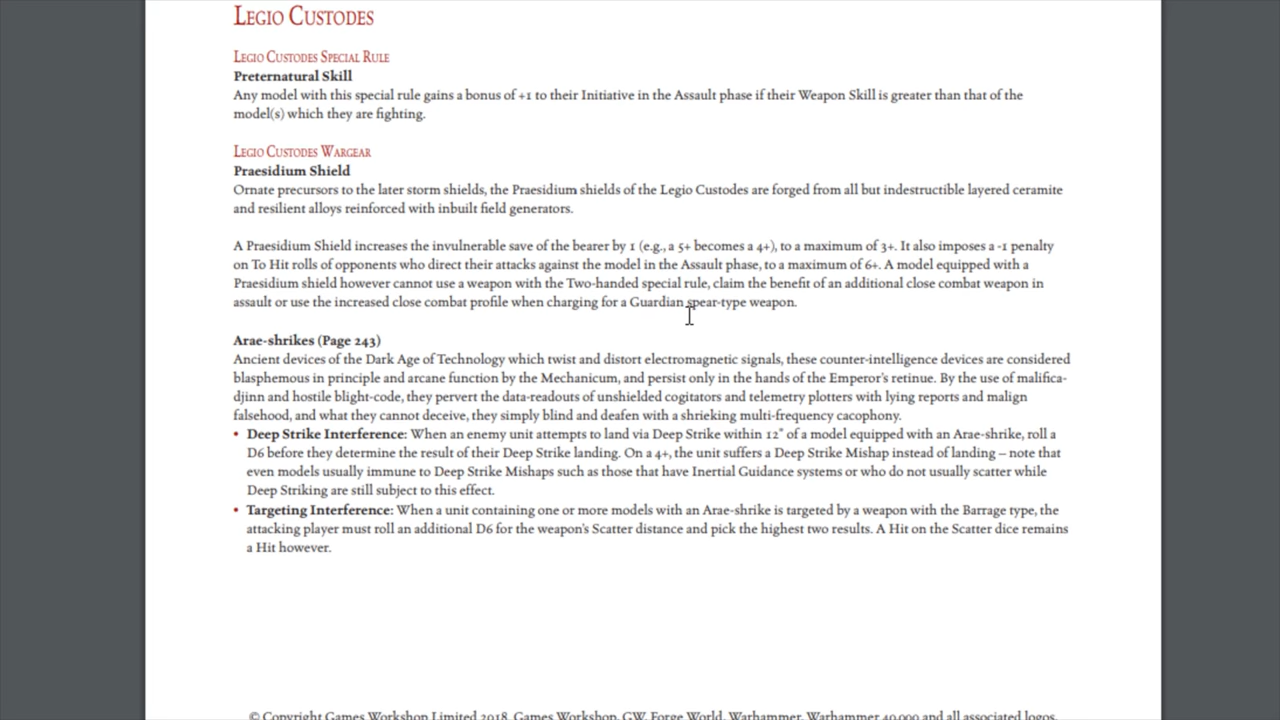 Legio Custodes
Legio Custodes Special Rule
Preternatural Skill
Any model with this special rule gains a bonus of +1 to their Initiative in the Assault phase if their Weapon Skill is greater than that of the
model(s) which they are fighting.
Legio Custodes Wargear
Praesidium Shield
Ornate precursors to the later storm shields, the Praesidium shields of the Legio Custodes are forged from all but indestructible layered ceramite
and resilient alloys reinforced with inbuilt field generators.
A Praesidium Shield increases the invulnerable save of the bearer by 1 (e.g., a 5+ becomes a 4+), to a maximum of 3+. It also imposes a -1 penalty
on To Hit rolls of opponents who direct their attacks against the model in the Assault phase, to a maximum of 6+. A model equipped with a
Praesidium shield however cannot use a weapon with the Two-handed special rule, claim the benefit of an additional close combat weapon in
assault or use the increased close combat profile when charging for a Guardian spear-type weapon.
Arae-shrikes (Page 243)
Ancient devices of the Dark Age of Technology which twist and distort electromagnetic signals, these counter-intelligence devices are considered
blasphemous in principle and arcane function by the Mechanicum, and persist only in the hands of the Emperor's retinue. By the use of malifica-
djinn and hostile blight-code, they pervert the data-readouts of unshielded cogitators and telemetry plotters with lying reports and malign
falsehood, and what they cannot deceive, they simply blind and deafen with a shrieking multi-frequency cacophony.
• Deep Strike Interference: When an enemy unit attempts to land via Deep Strike within 12" of a model equipped with an Arae-shrike, roll a
D6 before they determine the result of their Deep Strike landing. On a 4+, the unit suffers a Deep Strike Mishap instead of landing – note that
even models usually immune to Deep Strike Mishaps such as those that have Inertial Guidance systems or who do not usually scatter while
Deep Striking are still subject to this effect.
• Targeting Interference: When a unit containing one or more models with an Arae-shrike is targeted by a weapon with the Barrage type, the
attacking player must roll an additional D6 for the weapon's Scatter distance and pick the highest two results. A Hit on the Scatter dice remains
a Hit however.
© Copyright Games Workshop Limited 2018. Games Workshop, GW, Forge World, Warhammer, Warhammer 40,000 and all associated logos,